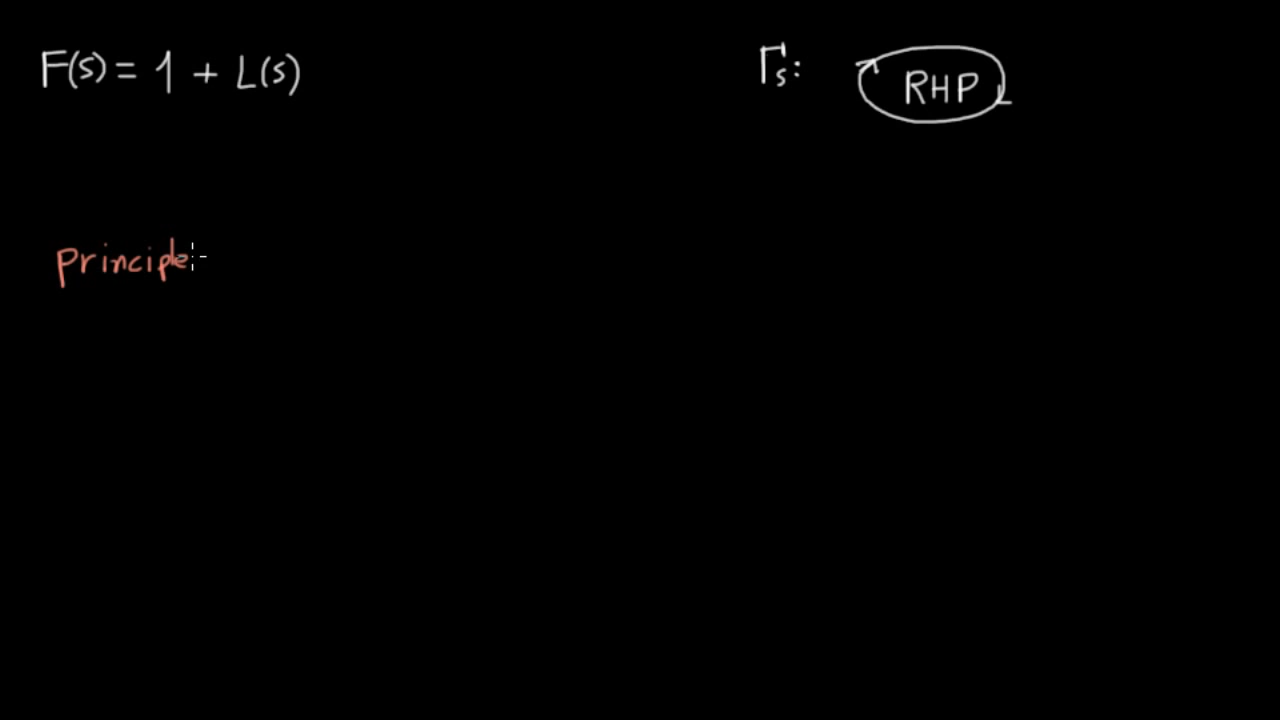 F(s) = 1 + L(s)
Γs: RHP
principle